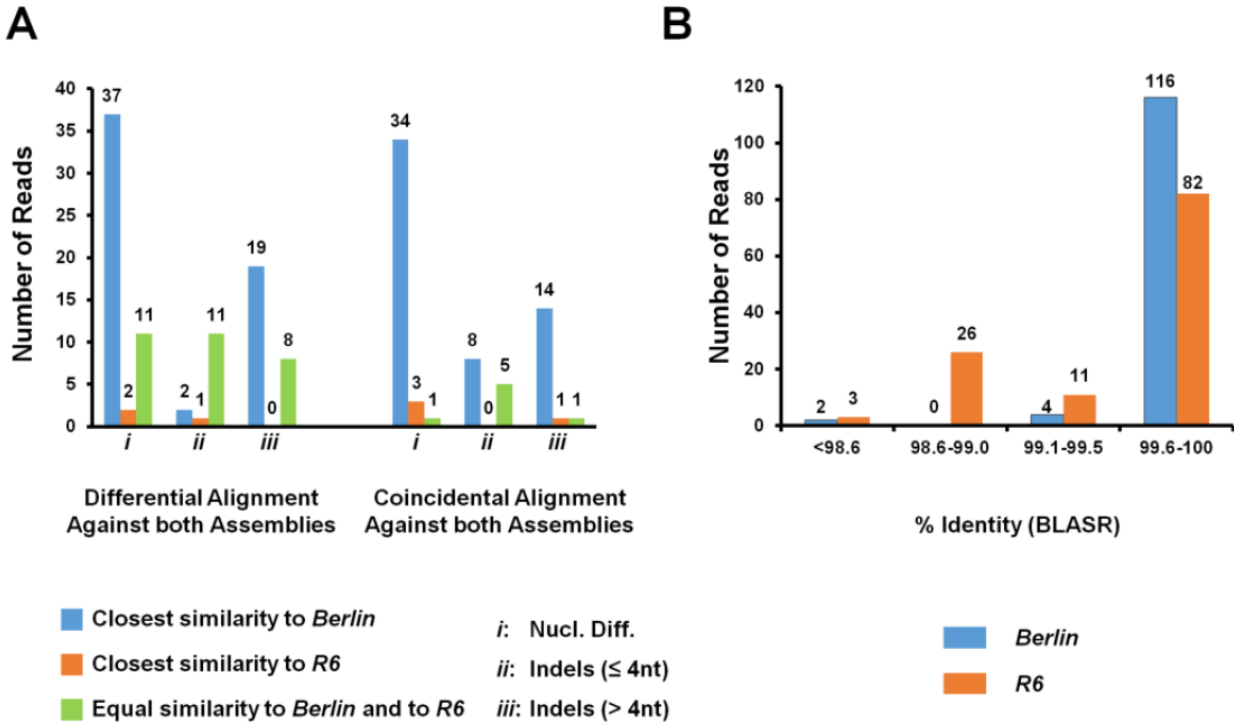 A
B
Number of Reads
40
35
30
25
20
15
10
5
0
37
2
11
2
1
11
19
0
8
34
3
1
8
0
5
14
1
1
i
ii
iii
i
ii
iii
Differential Alignment
Against both Assemblies
Coincidental Alignment
Against both Assemblies
Closest similarity to Berlin
Closest similarity to R6
Equal similarity to Berlin and to R6
i: Nucl. Diff.
ii: Indels (≤ 4nt)
iii: Indels (> 4nt)
Number of Reads
120
100
80
60
40
20
0
2
3
0
26
4
11
116
82
<98.6
98.6-99.0
99.1-99.5
99.6-100
% Identity (BLASR)
Berlin
R6